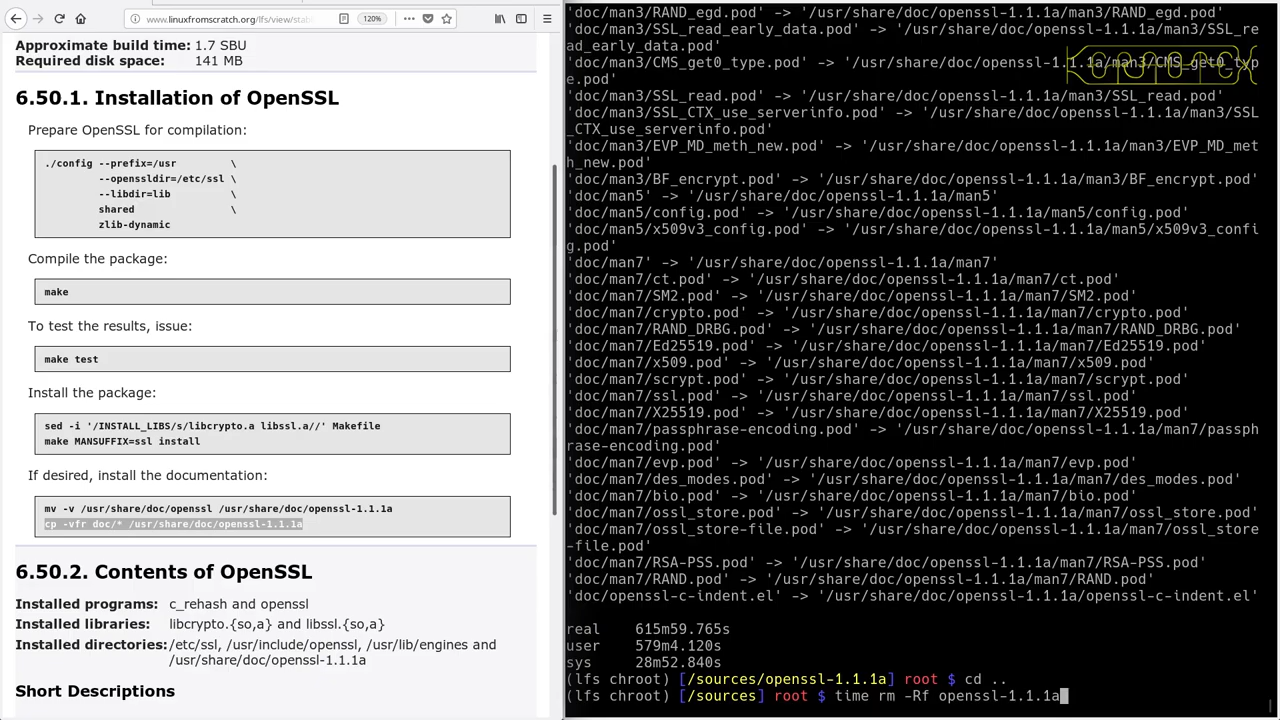 www.linuxfromscratch.org/lfs/view/stab
120%
Approximate build time: 1.7 SBU
Required disk space: 141 MB
6.50.1. Installation of OpenSSL
Prepare OpenSSL for compilation:
./config --prefix=/usr \
--openssldir=/etc/ssl \
--libdir=lib \
shared \
zlib-dynamic
Compile the package:
make
To test the results, issue:
make test
Install the package:
sed -i '/INSTALL_LIBS/s/libcrypto.a libssl.a//' Makefile
make MANSUFFIX=ssl install
If desired, install the documentation:
mv -v /usr/share/doc/openssl /usr/share/doc/openssl-1.1.1a
cp -vfr doc/* /usr/share/doc/openssl-1.1.1a
6.50.2. Contents of OpenSSL
Installed programs: c_rehash and openssl
Installed libraries: libcrypto.{so,a} and libssl.{so,a}
Installed directories: /etc/ssl, /usr/include/openssl, /usr/lib/engines and
/usr/share/doc/openssl-1.1.1a
Short Descriptions
'doc/man3/RAND_egd.pod' -> '/usr/share/doc/openssl-1.1.1a/man3/RAND_egd.pod'
'doc/man3/SSL_read_early_data.pod' -> '/usr/share/doc/openssl-1.1.1a/man3/SSL_re
ad_early_data.pod'
'doc/man3/CMS_get0_type.pod' -> '/usr/share/doc/openssl-1.1.1a/man3/CMS_get0_typ
e.pod'
'doc/man3/SSL_read.pod' -> '/usr/share/doc/openssl-1.1.1a/man3/SSL_read.pod'
'doc/man3/SSL_CTX_use_serverinfo.pod' -> '/usr/share/doc/openssl-1.1.1a/man3/SSL
_CTX_use_serverinfo.pod'
'doc/man3/EVP_MD_meth_new.pod' -> '/usr/share/doc/openssl-1.1.1a/man3/EVP_MD_met
h_new.pod'
'doc/man3/BF_encrypt.pod' -> '/usr/share/doc/openssl-1.1.1a/man3/BF_encrypt.pod'
'doc/man5' -> '/usr/share/doc/openssl-1.1.1a/man5'
'doc/man5/config.pod' -> '/usr/share/doc/openssl-1.1.1a/man5/config.pod'
'doc/man5/x509v3_config.pod' -> '/usr/share/doc/openssl-1.1.1a/man5/x509v3_confi
g.pod'
'doc/man7' -> '/usr/share/doc/openssl-1.1.1a/man7'
'doc/man7/ct.pod' -> '/usr/share/doc/openssl-1.1.1a/man7/ct.pod'
'doc/man7/SM2.pod' -> '/usr/share/doc/openssl-1.1.1a/man7/SM2.pod'
'doc/man7/crypto.pod' -> '/usr/share/doc/openssl-1.1.1a/man7/crypto.pod'
'doc/man7/RAND_DRBG.pod' -> '/usr/share/doc/openssl-1.1.1a/man7/RAND_DRBG.pod'
'doc/man7/Ed25519.pod' -> '/usr/share/doc/openssl-1.1.1a/man7/Ed25519.pod'
'doc/man7/x509.pod' -> '/usr/share/doc/openssl-1.1.1a/man7/x509.pod'
'doc/man7/scrypt.pod' -> '/usr/share/doc/openssl-1.1.1a/man7/scrypt.pod'
'doc/man7/ssl.pod' -> '/usr/share/doc/openssl-1.1.1a/man7/ssl.pod'
'doc/man7/X25519.pod' -> '/usr/share/doc/openssl-1.1.1a/man7/X25519.pod'
'doc/man7/passphrase-encoding.pod' -> '/usr/share/doc/openssl-1.1.1a/man7/passph
rase-encoding.pod'
'doc/man7/evp.pod' -> '/usr/share/doc/openssl-1.1.1a/man7/evp.pod'
'doc/man7/des_modes.pod' -> '/usr/share/doc/openssl-1.1.1a/man7/des_modes.pod'
'doc/man7/bio.pod' -> '/usr/share/doc/openssl-1.1.1a/man7/bio.pod'
'doc/man7/ossl_store.pod' -> '/usr/share/doc/openssl-1.1.1a/man7/ossl_store.pod'
'doc/man7/ossl_store-file.pod' -> '/usr/share/doc/openssl-1.1.1a/man7/ossl_store
-file.pod'
'doc/man7/RSA-PSS.pod' -> '/usr/share/doc/openssl-1.1.1a/man7/RSA-PSS.pod'
'doc/man7/RAND.pod' -> '/usr/share/doc/openssl-1.1.1a/man7/RAND.pod'
'doc/openssl-c-indent.el' -> '/usr/share/doc/openssl-1.1.1a/openssl-c-indent.el'
real 615m59.765s
user 579m4.120s
sys 28m52.840s
(lfs chroot) [/sources/openssl-1.1.1a] root $ cd ..
(lfs chroot) [/sources] root $ time rm -Rf openssl-1.1.1a